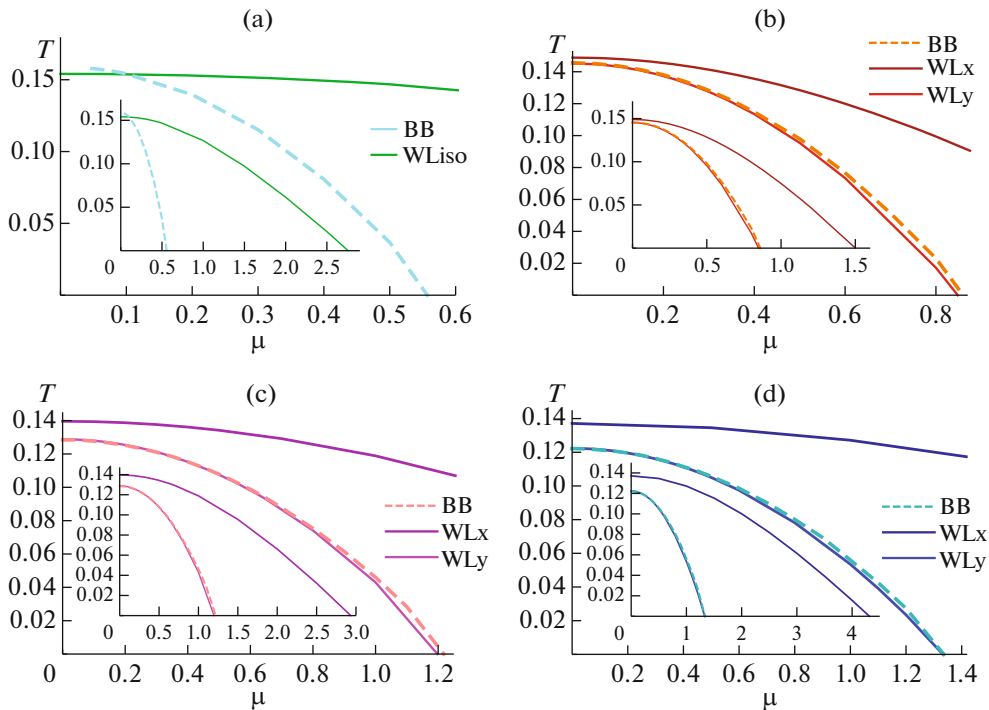 (a)
T
0.15
0.10
0.05
0.1 0.2 0.3 0.4 0.5 0.6
μ
BB
WLiso
0.15
0.10
0.05
0 0.5 1.0 1.5 2.0 2.5
(b)
T
0.14
0.12
0.10
0.08
0.06
0.04
0.02
0.2 0.4 0.6 0.8
μ
BB
WLx
WLy
0.15
0.10
0.05
0 0.5 1.0 1.5
(c)
T
0.14
0.12
0.10
0.08
0.06
0.04
0.02
0 0.2 0.4 0.6 0.8 1.0 1.2
μ
BB
WLx
WLy
0.14
0.12
0.10
0.08
0.06
0.04
0.02
0 0.5 1.0 1.5 2.0 2.5 3.0
(d)
T
0.14
0.12
0.10
0.08
0.06
0.04
0.02
0.2 0.4 0.6 0.8 1.0 1.2 1.4
μ
BB
WLx
WLy
0.14
0.12
0.10
0.08
0.06
0.04
0.02
0 1 2 3 4